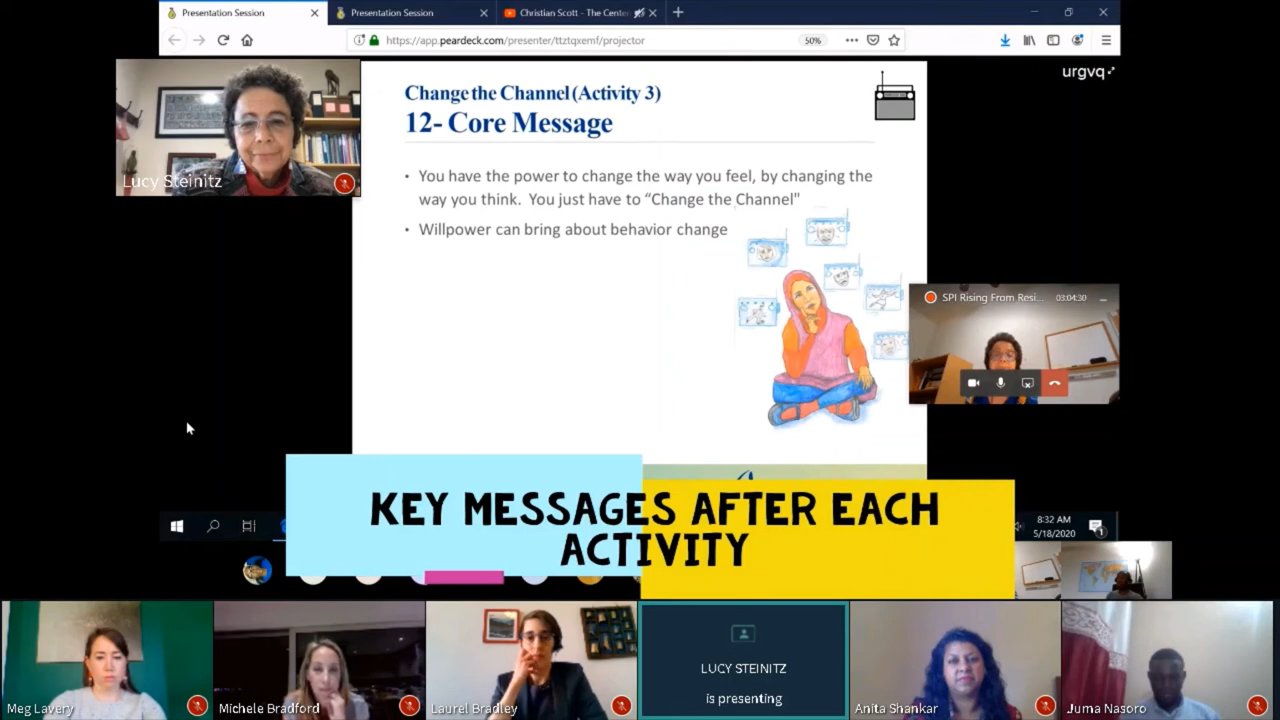 Presentation Session
Presentation Session
Christian Scott - The Cente
https://app.peardeck.com/presenter/ttztqxemf/projector
50%
urgvq
Change the Channel (Activity 3)
12- Core Message
• You have the power to change the way you feel, by changing the
way you think. You just have to “Change the Channel"
• Willpower can bring about behavior change
Lucy Steinitz
SPI Rising From Resi...
03:04:30
KEY MESSAGES AFTER EACH
ACTIVITY
8:32 AM
5/18/2020
1
Meg Lavery
Michele Bradford
Laurel Bradley
LUCY STEINITZ
is presenting
Anita Shankar
Juma Nasoro